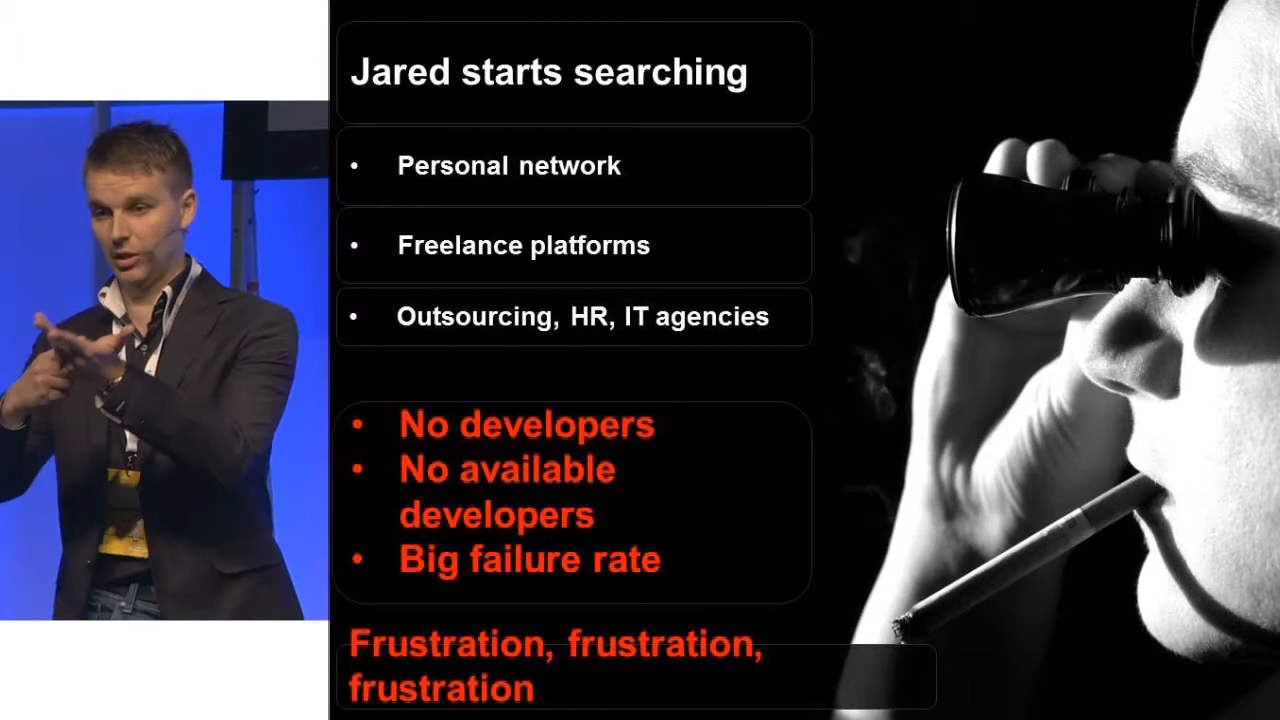 Jared starts searching
• Personal network
• Freelance platforms
• Outsourcing, HR, IT agencies
• No developers
• No available
developers
• Big failure rate
Frustration, frustration,
frustration